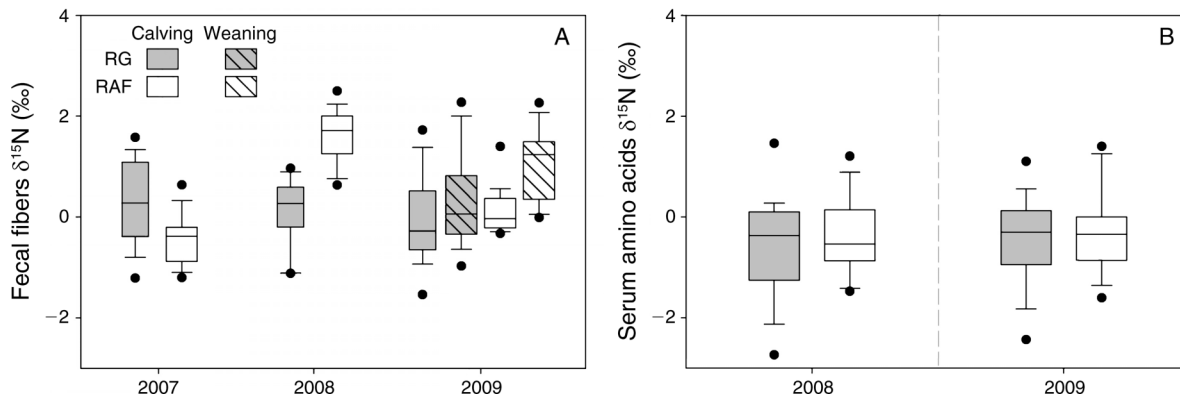 4
2
0
−2
Fecal fibers δ¹⁵N (‰)
Calving Weaning
RG
RAF
A
2007 2008 2009
4
2
0
−2
Serum amino acids δ¹⁵N (‰)
B
2008 2009